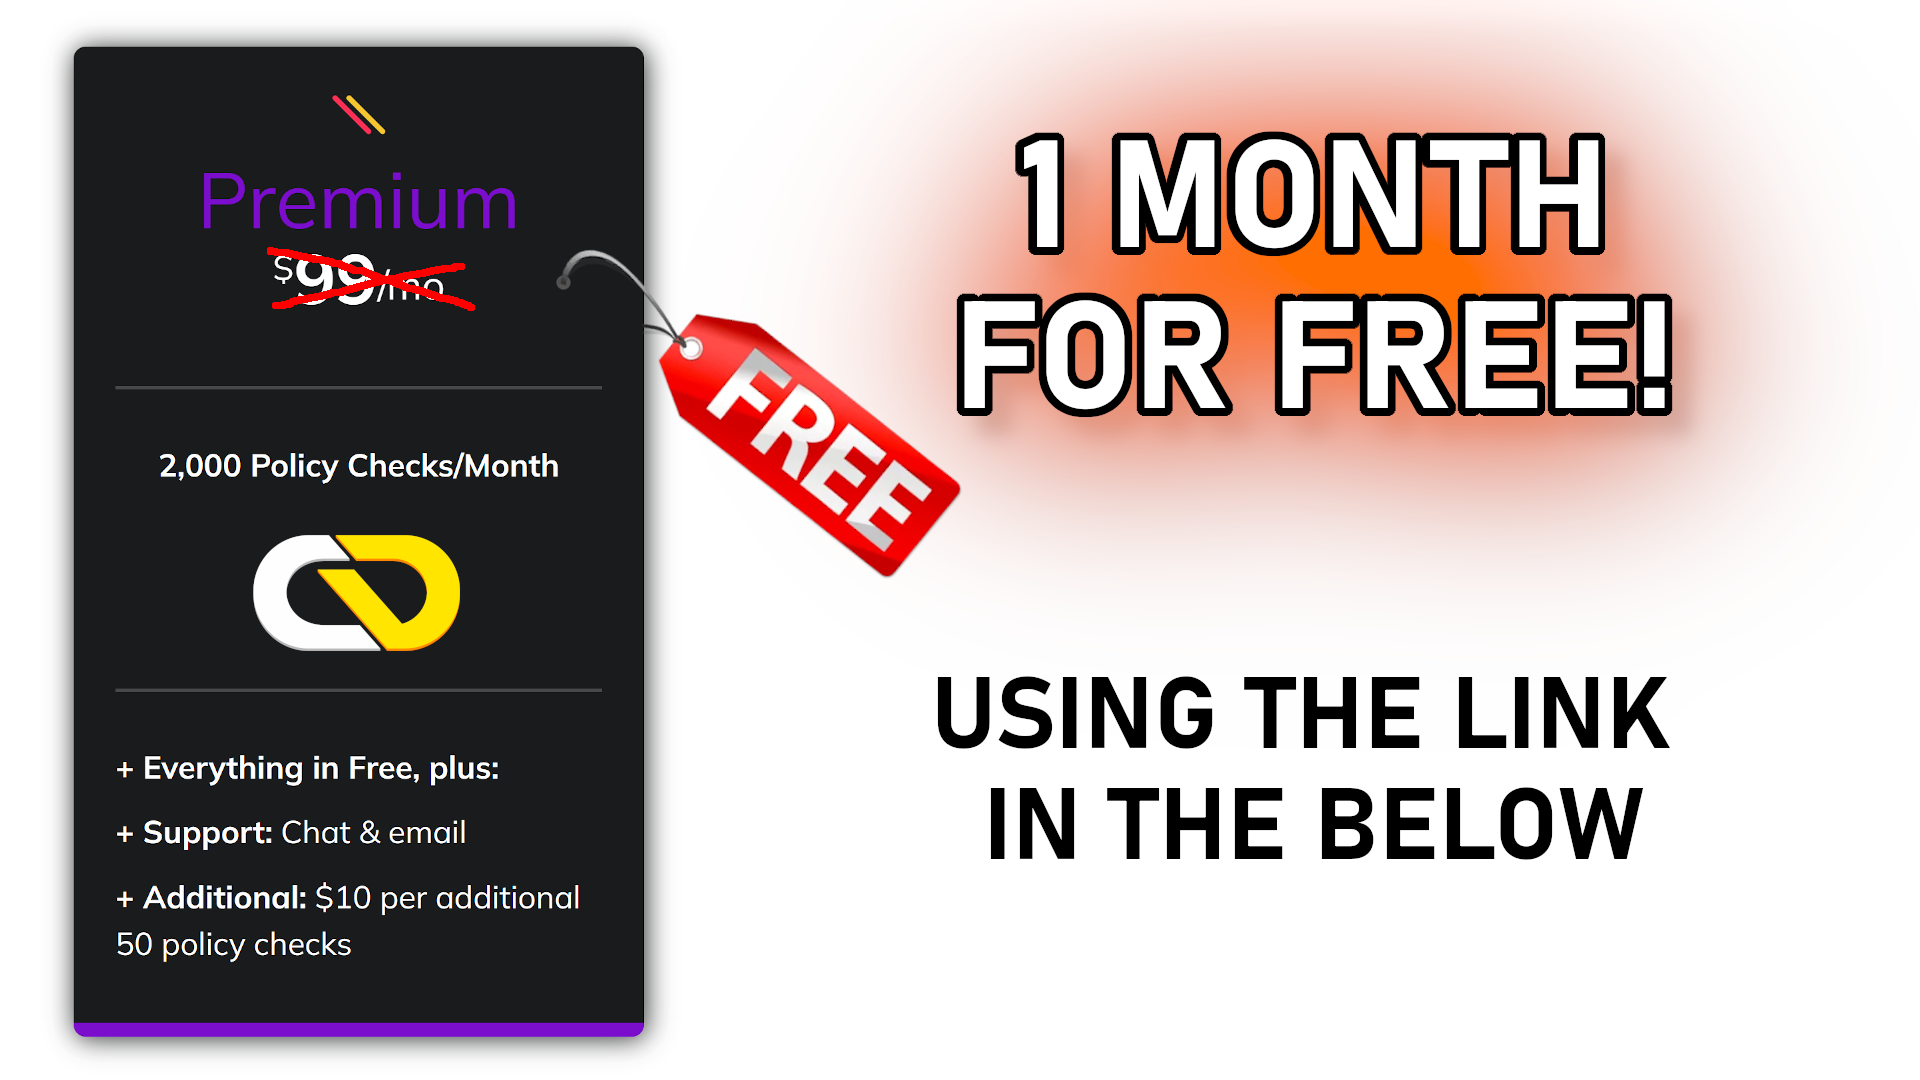 Premium
$99/mo
2,000 Policy Checks/Month
+ Everything in Free, plus:
+ Support: Chat & email
+ Additional: $10 per additional
50 policy checks
FREE
1 MONTH
FOR FREE!
USING THE LINK
IN THE BELOW